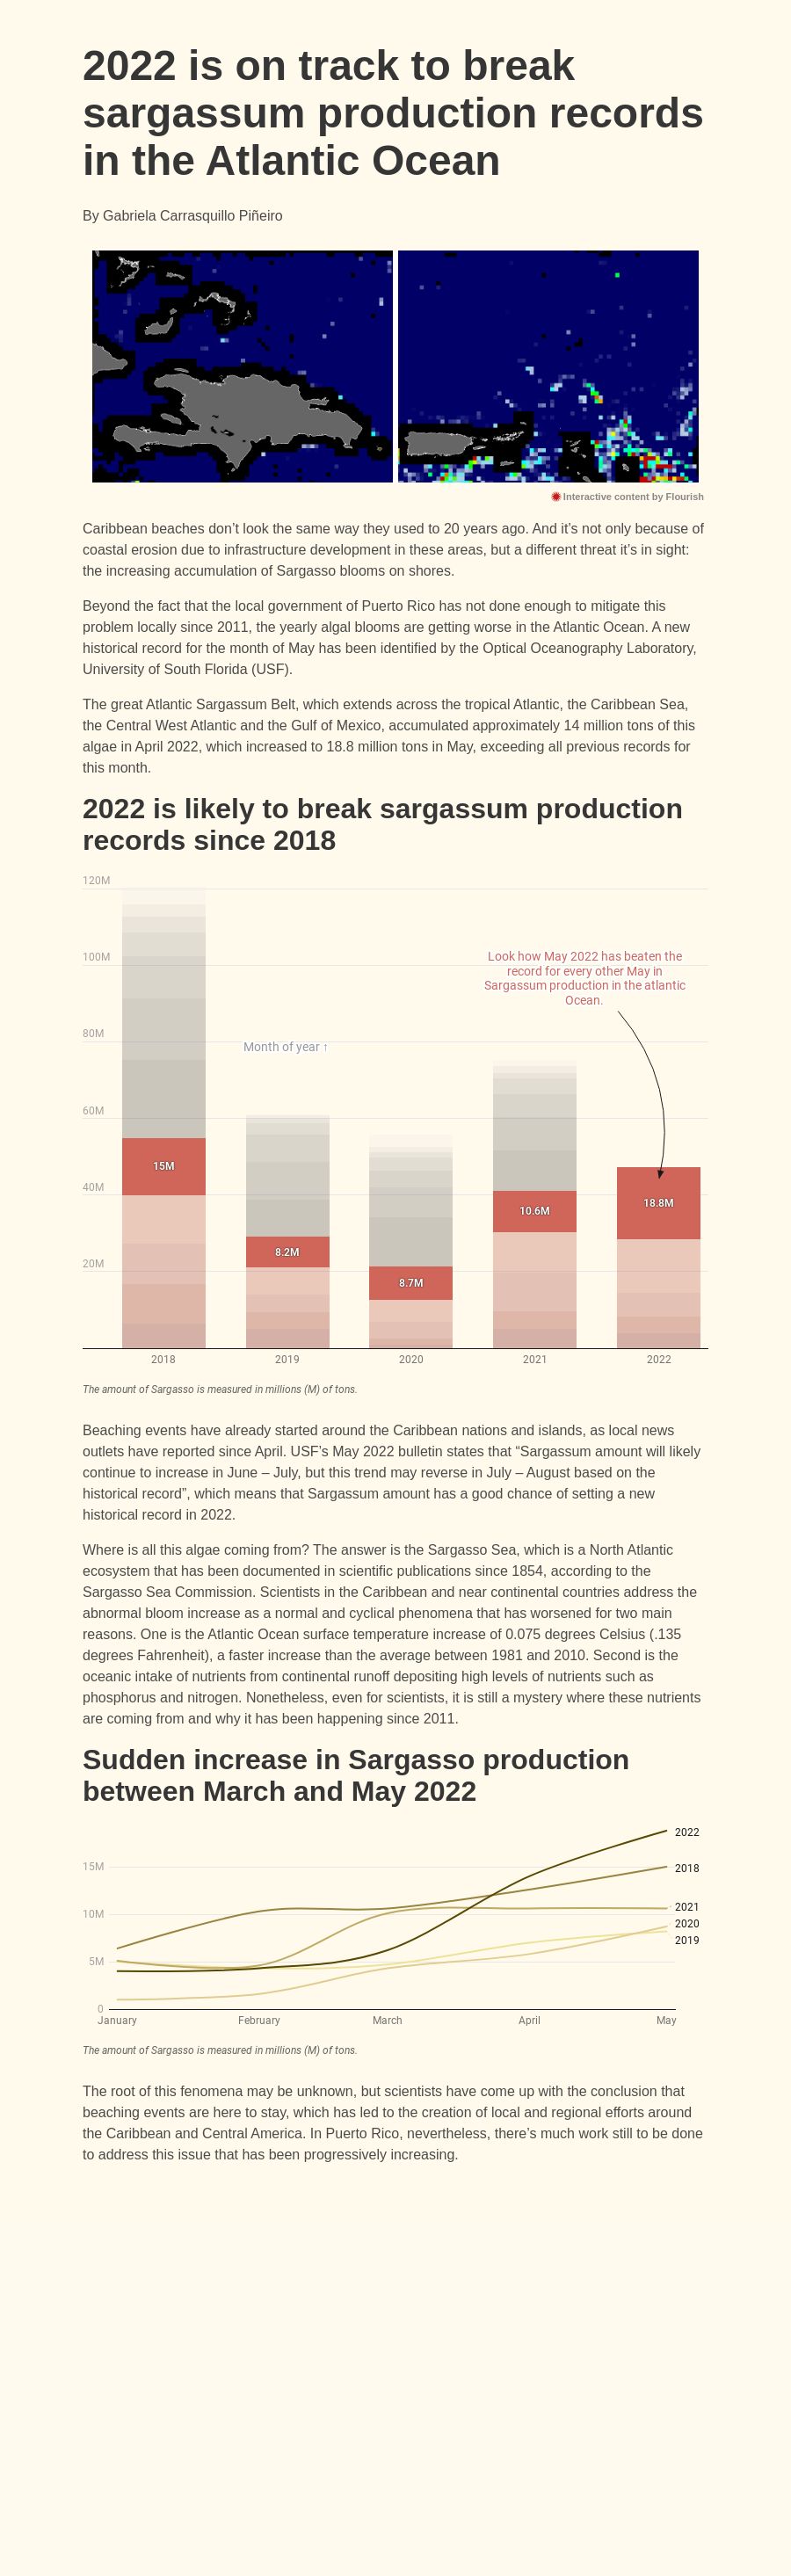 2022 is on track to break
sargassum production records
in the Atlantic Ocean
By Gabriela Carrasquillo Piñeiro
Interactive content by Flourish
Caribbean beaches don’t look the same way they used to 20 years ago. And it’s not only because of
coastal erosion due to infrastructure development in these areas, but a different threat it’s in sight:
the increasing accumulation of Sargasso blooms on shores.
Beyond the fact that the local government of Puerto Rico has not done enough to mitigate this
problem locally since 2011, the yearly algal blooms are getting worse in the Atlantic Ocean. A new
historical record for the month of May has been identified by the Optical Oceanography Laboratory,
University of South Florida (USF).
The great Atlantic Sargassum Belt, which extends across the tropical Atlantic, the Caribbean Sea,
the Central West Atlantic and the Gulf of Mexico, accumulated approximately 14 million tons of this
algae in April 2022, which increased to 18.8 million tons in May, exceeding all previous records for
this month.
2022 is likely to break sargassum production
records since 2018
120M
100M
80M
60M
40M
20M
Look how May 2022 has beaten the
record for every other May in
Sargassum production in the atlantic
Ocean.
Month of year ↑
15M
8.2M
8.7M
10.6M
18.8M
2018 2019 2020 2021 2022
The amount of Sargasso is measured in millions (M) of tons.
Beaching events have already started around the Caribbean nations and islands, as local news
outlets have reported since April. USF’s May 2022 bulletin states that “Sargassum amount will likely
continue to increase in June – July, but this trend may reverse in July – August based on the
historical record”, which means that Sargassum amount has a good chance of setting a new
historical record in 2022.
Where is all this algae coming from? The answer is the Sargasso Sea, which is a North Atlantic
ecosystem that has been documented in scientific publications since 1854, according to the
Sargasso Sea Commission. Scientists in the Caribbean and near continental countries address the
abnormal bloom increase as a normal and cyclical phenomena that has worsened for two main
reasons. One is the Atlantic Ocean surface temperature increase of 0.075 degrees Celsius (.135
degrees Fahrenheit), a faster increase than the average between 1981 and 2010. Second is the
oceanic intake of nutrients from continental runoff depositing high levels of nutrients such as
phosphorus and nitrogen. Nonetheless, even for scientists, it is still a mystery where these nutrients
are coming from and why it has been happening since 2011.
Sudden increase in Sargasso production
between March and May 2022
15M
10M
5M
0
2022
2018
2021
2020
2019
January February March April May
The amount of Sargasso is measured in millions (M) of tons.
The root of this fenomena may be unknown, but scientists have come up with the conclusion that
beaching events are here to stay, which has led to the creation of local and regional efforts around
the Caribbean and Central America. In Puerto Rico, nevertheless, there’s much work still to be done
to address this issue that has been progressively increasing.